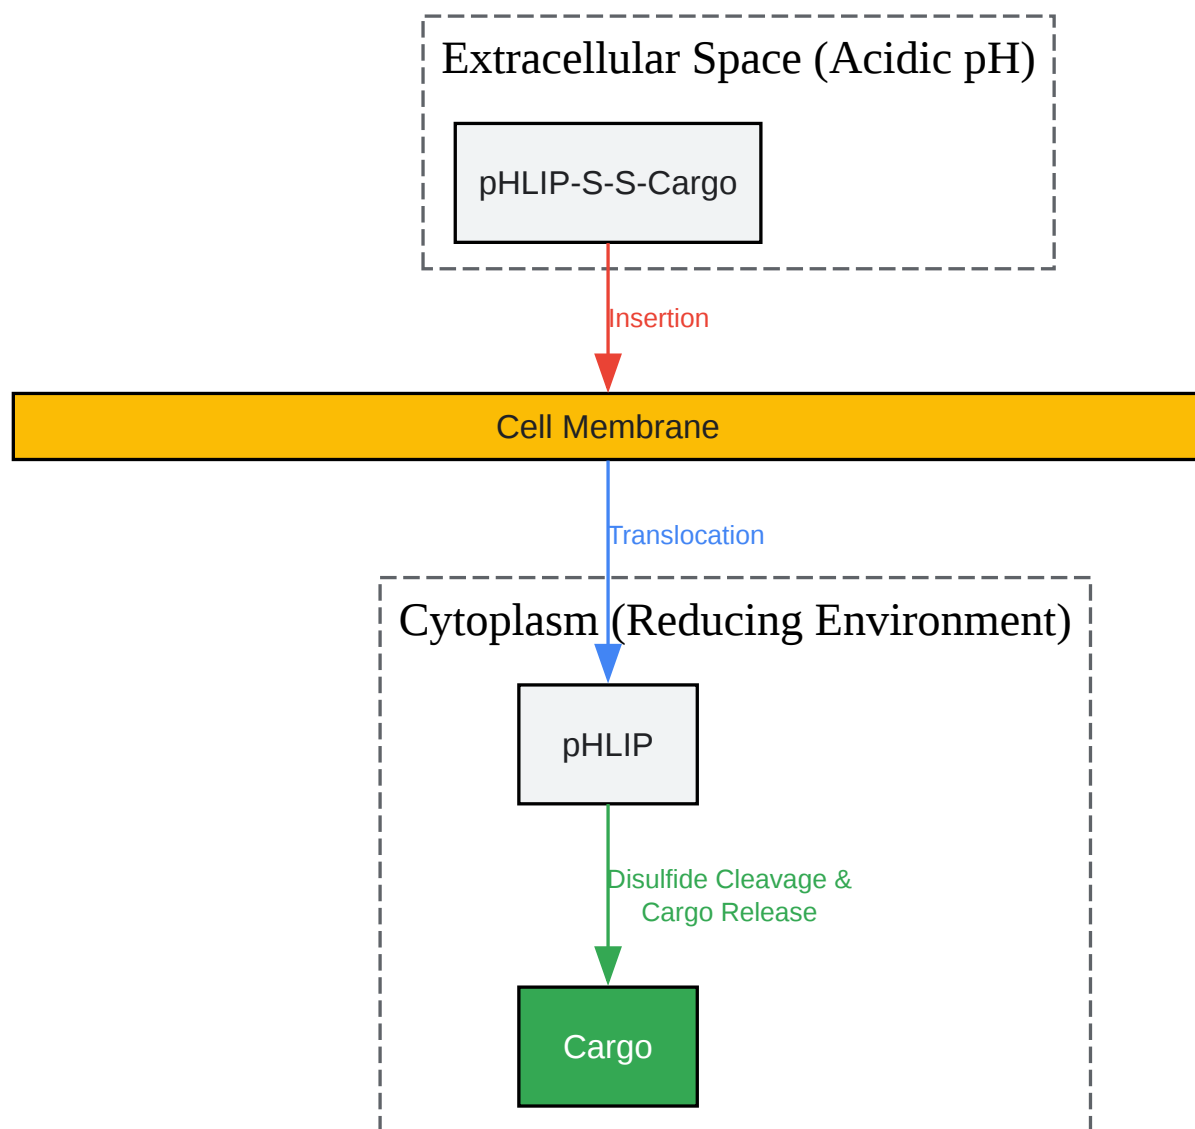 Extracellular Space (Acidic pH)
pHLIP-S-S-Cargo
Insertion
Cell Membrane
Translocation
Cytoplasm (Reducing Environment)
pHLIP
Disulfide Cleavage &
Cargo Release
Cargo